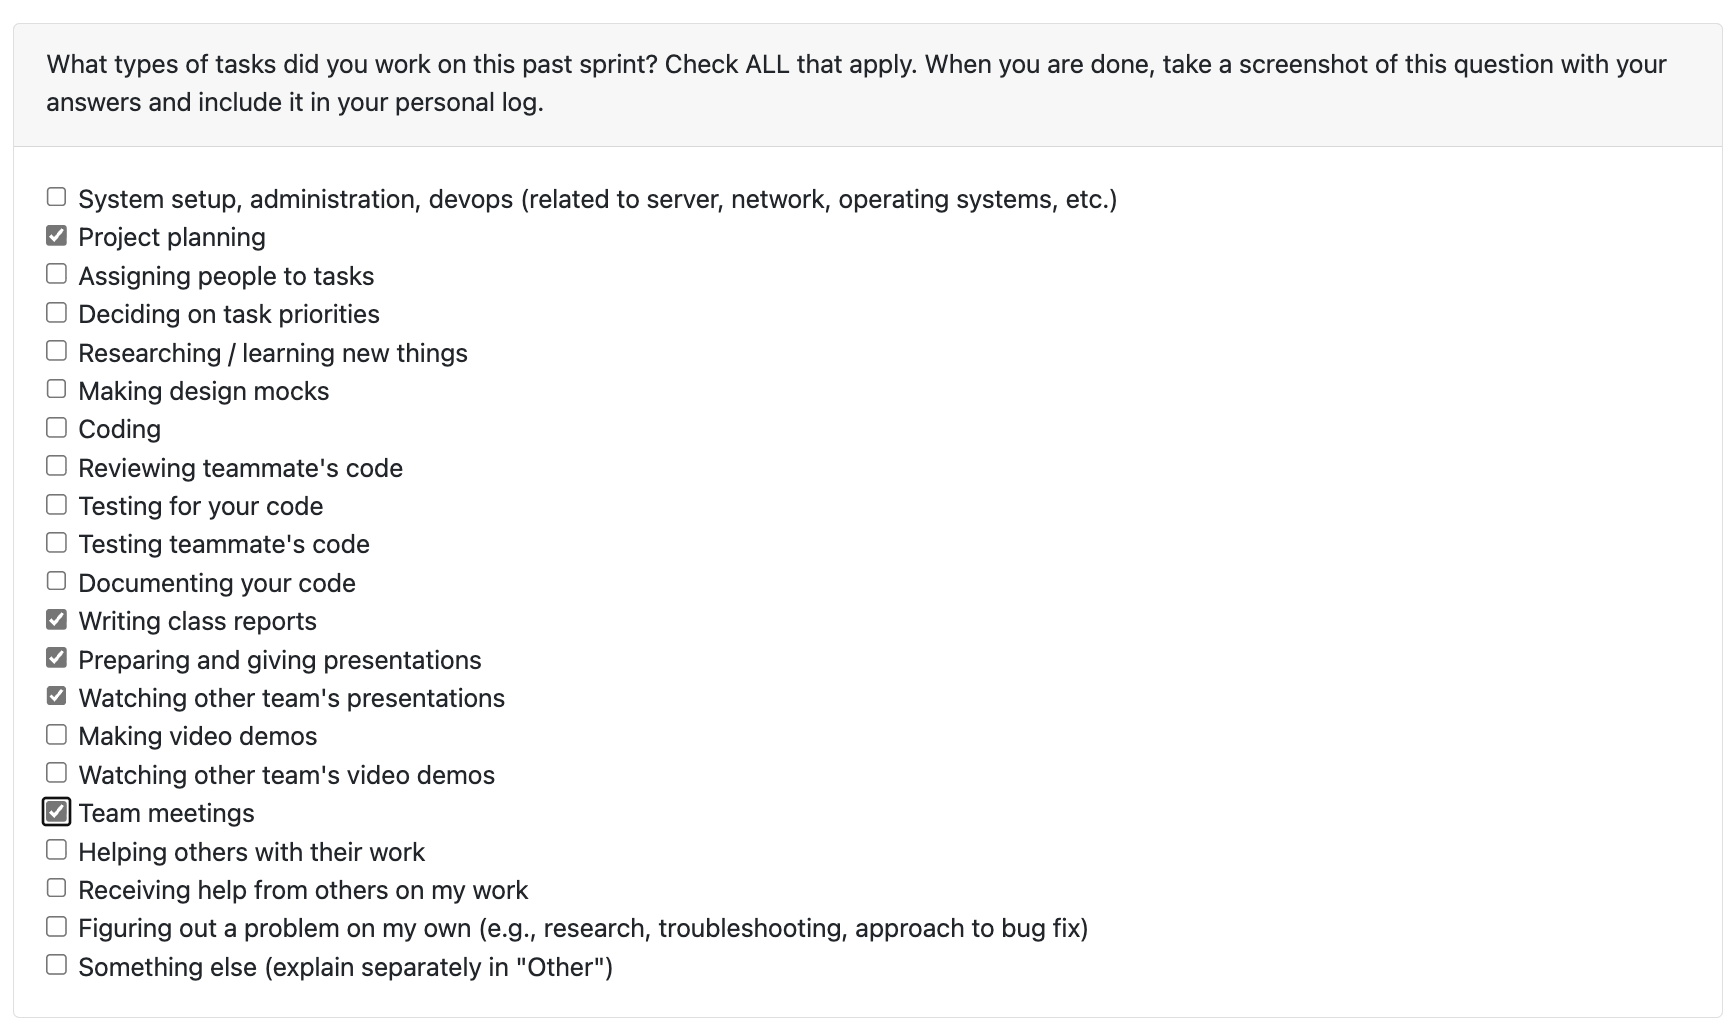 What types of tasks did you work on this past sprint? Check ALL that apply. When you are done, take a screenshot of this question with your
answers and include it in your personal log.
System setup, administration, devops (related to server, network, operating systems, etc.)
Project planning
Assigning people to tasks
Deciding on task priorities
Researching / learning new things
Making design mocks
Coding
Reviewing teammate's code
Testing for your code
Testing teammate's code
Documenting your code
Writing class reports
Preparing and giving presentations
Watching other team's presentations
Making video demos
Watching other team's video demos
Team meetings
Helping others with their work
Receiving help from others on my work
Figuring out a problem on my own (e.g., research, troubleshooting, approach to bug fix)
Something else (explain separately in "Other")